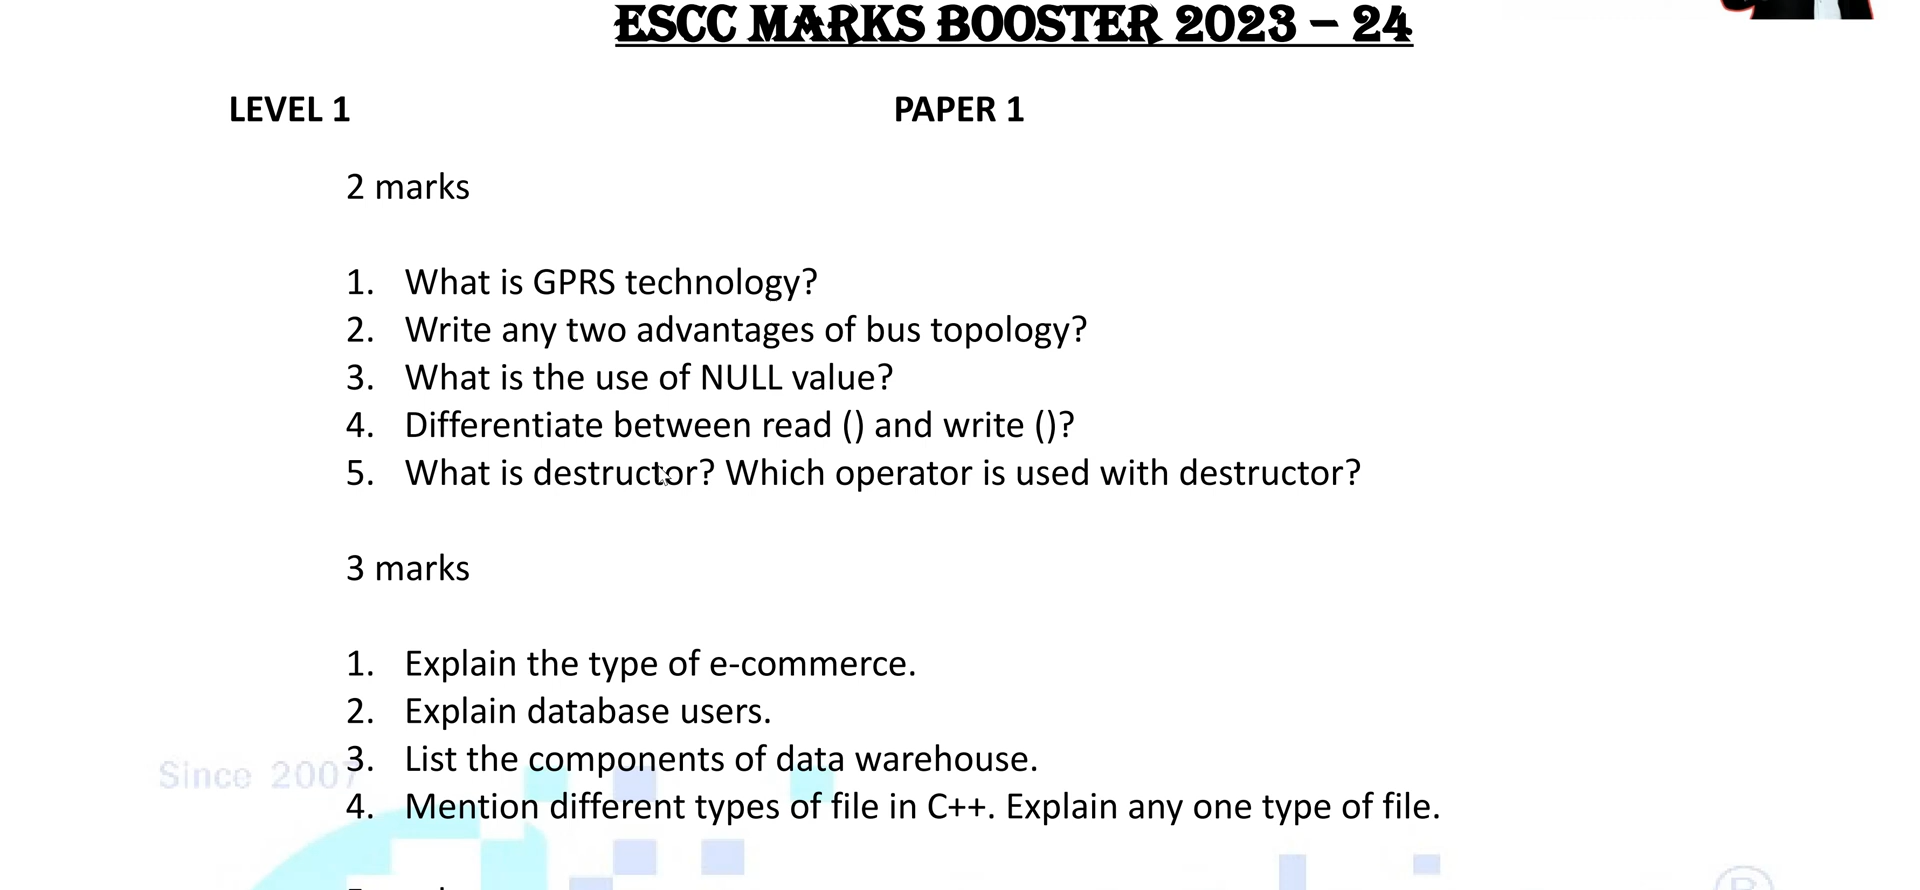 ESCC MARKS BOOSTER 2023 – 24
LEVEL 1 PAPER 1
2 marks
1. What is GPRS technology?
2. Write any two advantages of bus topology?
3. What is the use of NULL value?
4. Differentiate between read () and write ()?
5. What is destructor? Which operator is used with destructor?
3 marks
1. Explain the type of e-commerce.
2. Explain database users.
Since 2007
3. List the components of data warehouse.
4. Mention different types of file in C++. Explain any one type of file.
®